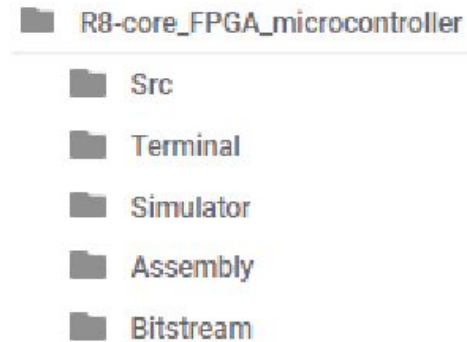 R8-core_FPGA_microcontroller
Src
Terminal
Simulator
Assembly
Bitstream